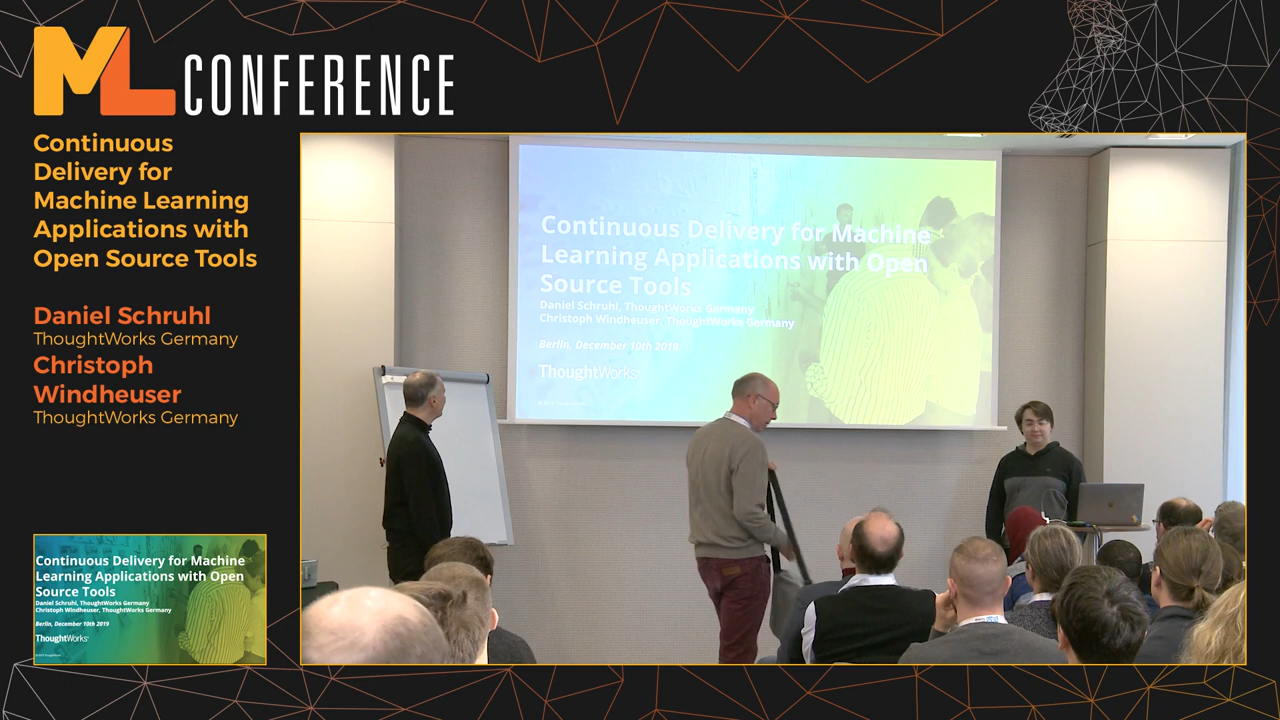 ML CONFERENCE
Continuous
Delivery for
Machine Learning
Applications with
Open Source Tools
Daniel Schruhl
ThoughtWorks Germany
Christoph
Windheuser
ThoughtWorks Germany
Continuous Delivery for Machine
Learning Applications with Open
Source Tools
Daniel Schruhl, ThoughtWorks Germany
Christoph Windheuser, ThoughtWorks Germany
Berlin, December 10th 2019
ThoughtWorks
Continuous Delivery for Machine
Learning Applications with Open
Source Tools
Daniel Schruhl, ThoughtWorks Germany
Christoph Windheuser, ThoughtWorks Germany
Berlin, December 10th 2019
ThoughtWorks